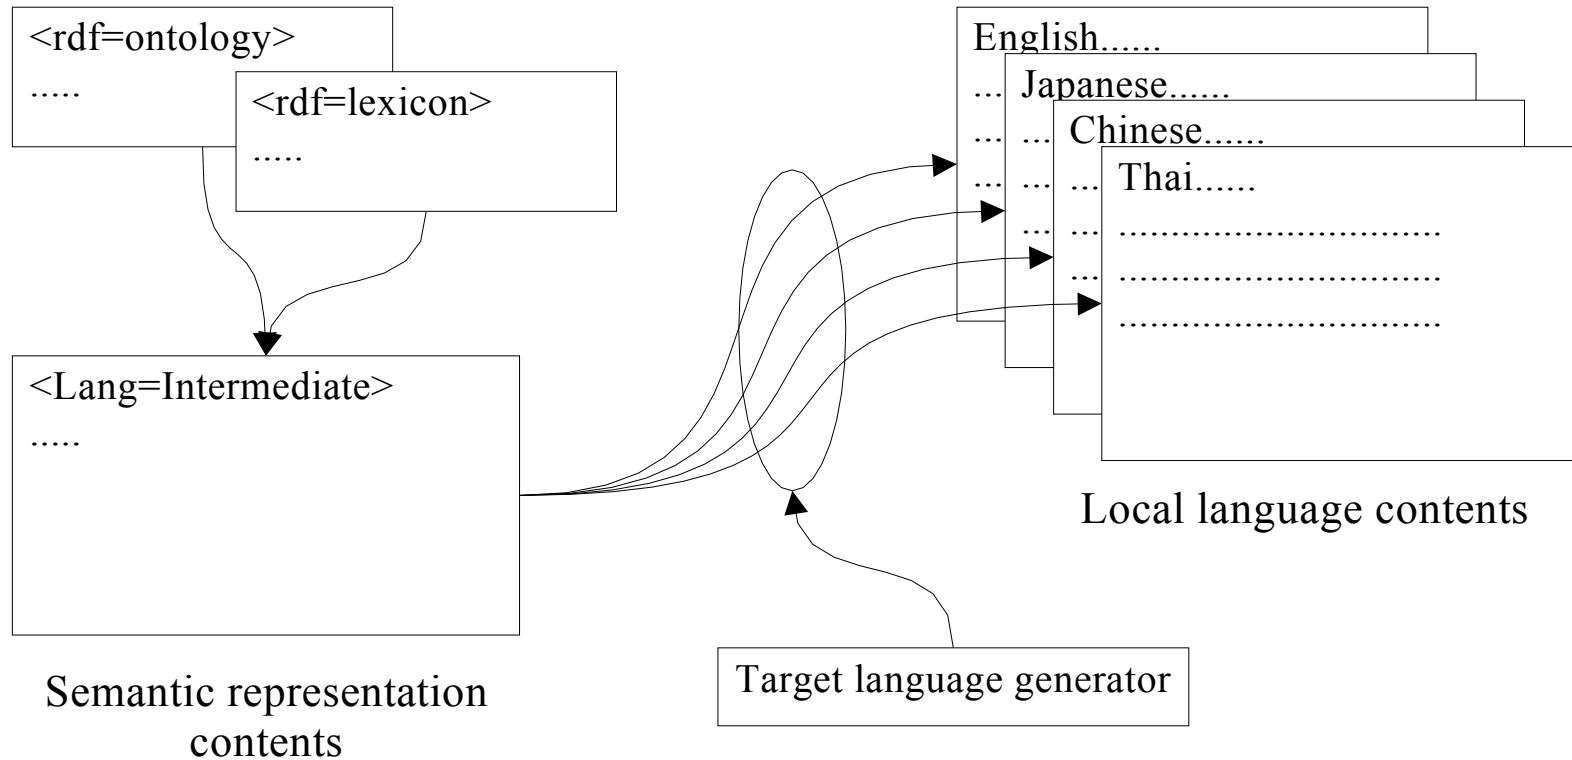 <rdf=ontology>
.....
<rdf=lexicon>
.....
<Lang=Intermediate>
.....
Semantic representation
contents
English......
...
...
...
Japanese......
...
...
...
Chinese......
...
...
...
Thai......
................................
................................
................................
Local language contents
Target language generator